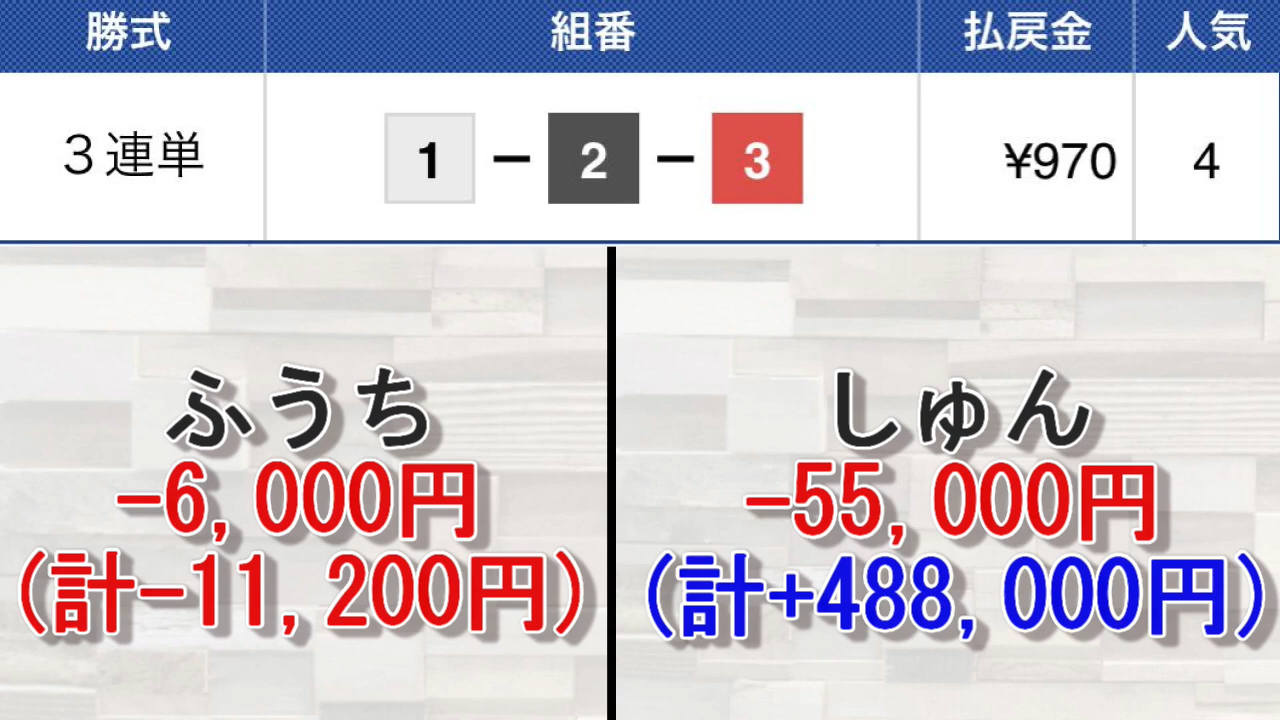 勝式 組番 払戻金 人気
３連単 1 - 2 - 3 ¥970 4
ふうち
-6,000円
(計-11,200円)
しゅん
-55,000円
(計+488,000円)